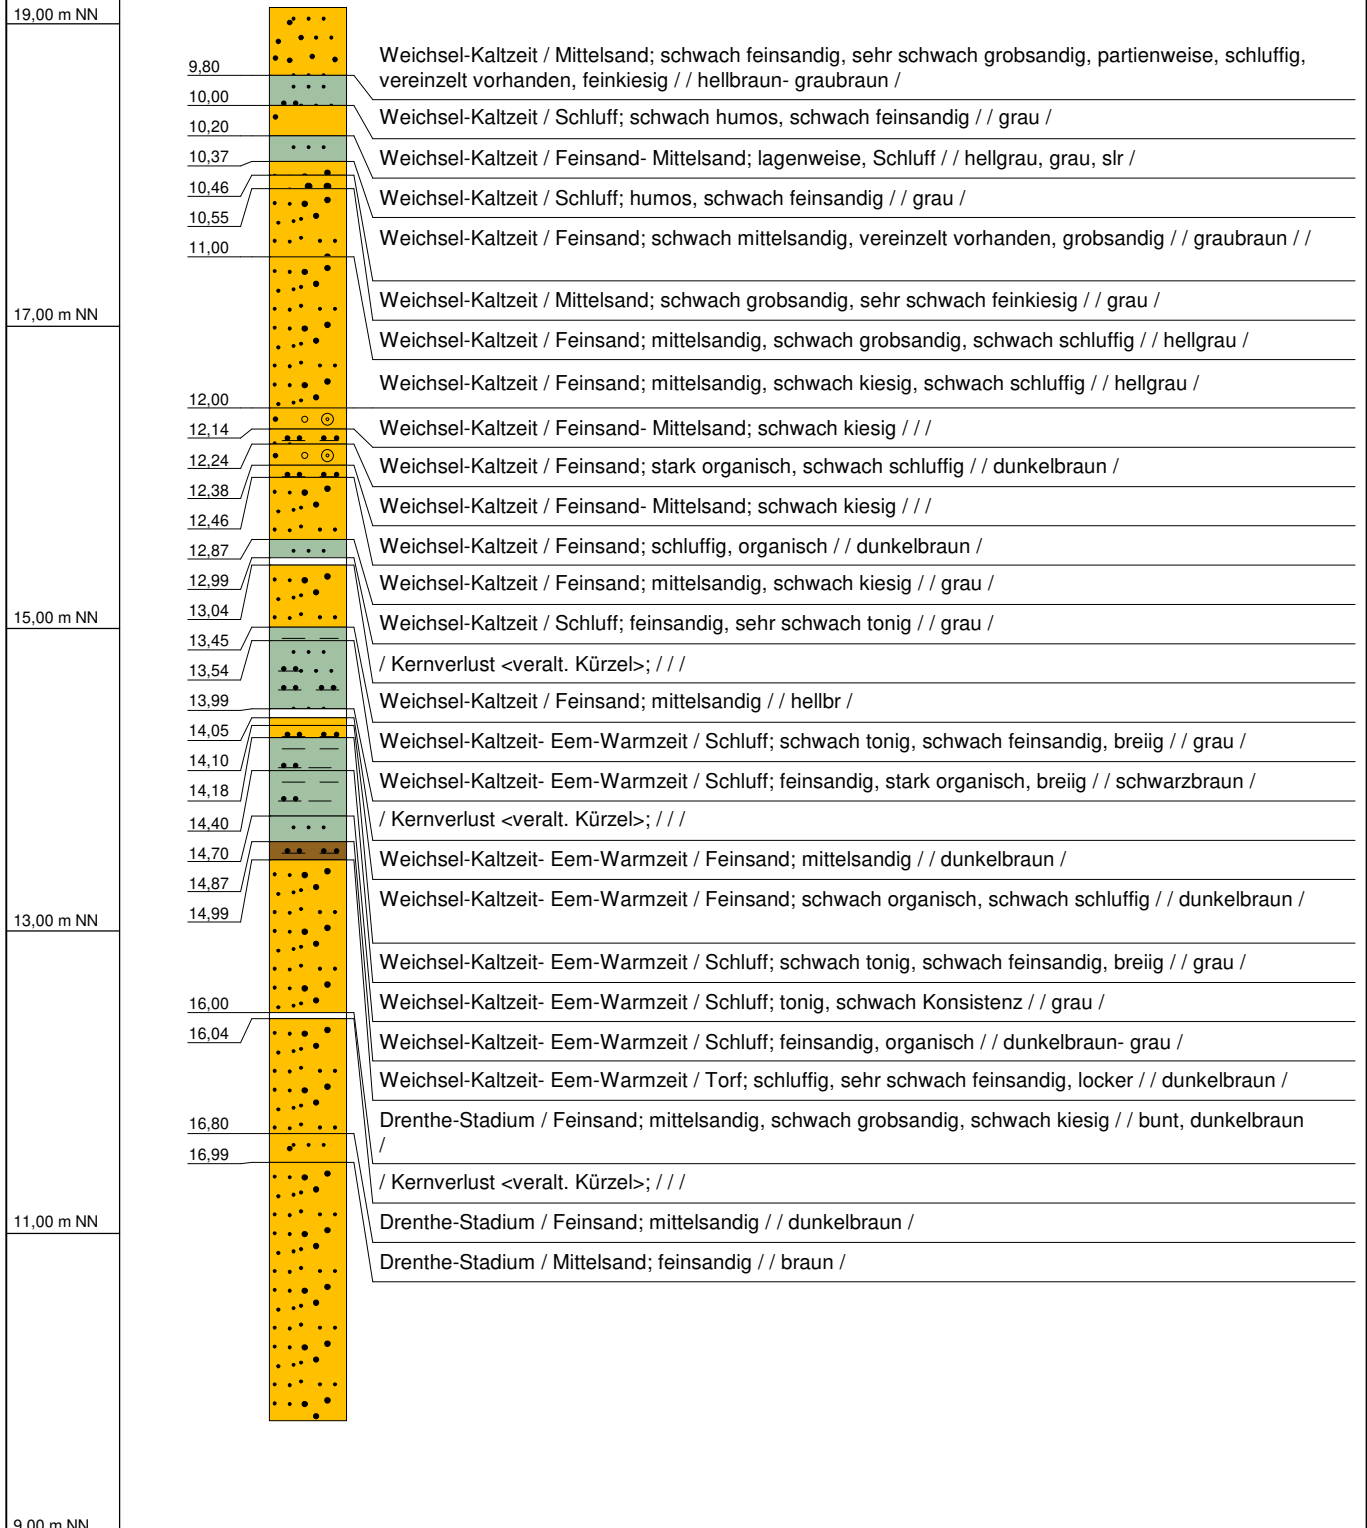 19,00 m NN
17,00 m NN
15,00 m NN
13,00 m NN
11,00 m NN
9,00 m NN
9,80
10,00
10,20
10,37
10,46
10,55
11,00
12,00
12,14
12,24
12,38
12,46
12,87
12,99
13,04
13,45
13,54
13,99
14,05
14,10
14,18
14,40
14,70
14,87
14,99
16,00
16,04
16,80
16,99
Weichsel-Kaltzeit / Mittelsand; schwach feinsandig, sehr schwach grobsandig, partienweise, schluffig,
vereinzelt vorhanden, feinkiesig / / hellbraun- graubraun /
Weichsel-Kaltzeit / Schluff; schwach humos, schwach feinsandig / / grau /
Weichsel-Kaltzeit / Feinsand- Mittelsand; lagenweise, Schluff / / hellgrau, grau, slr /
Weichsel-Kaltzeit / Schluff; humos, schwach feinsandig / / grau /
Weichsel-Kaltzeit / Feinsand; schwach mittelsandig, vereinzelt vorhanden, grobsandig / / graubraun / /
Weichsel-Kaltzeit / Mittelsand; schwach grobsandig, sehr schwach feinkiesig / / grau /
Weichsel-Kaltzeit / Feinsand; mittelsandig, schwach grobsandig, schwach schluffig / / hellgrau /
Weichsel-Kaltzeit / Feinsand; mittelsandig, schwach kiesig, schwach schluffig / / hellgrau /
Weichsel-Kaltzeit / Feinsand- Mittelsand; schwach kiesig / / /
Weichsel-Kaltzeit / Feinsand; stark organisch, schwach schluffig / / dunkelbraun /
Weichsel-Kaltzeit / Feinsand- Mittelsand; schwach kiesig / / /
Weichsel-Kaltzeit / Feinsand; schluffig, organisch / / dunkelbraun /
Weichsel-Kaltzeit / Feinsand; mittelsandig, schwach kiesig / / grau /
Weichsel-Kaltzeit / Schluff; feinsandig, sehr schwach tonig / / grau /
/ Kernverlust <veralt. Kürzel>; / / /
Weichsel-Kaltzeit / Feinsand; mittelsandig / / hellbr /
Weichsel-Kaltzeit- Eem-Warmzeit / Schluff; schwach tonig, schwach feinsandig, breiig / / grau /
Weichsel-Kaltzeit- Eem-Warmzeit / Schluff; feinsandig, stark organisch, breiig / / schwarzbraun /
/ Kernverlust <veralt. Kürzel>; / / /
Weichsel-Kaltzeit- Eem-Warmzeit / Feinsand; mittelsandig / / dunkelbraun /
Weichsel-Kaltzeit- Eem-Warmzeit / Feinsand; schwach organisch, schwach schluffig / / dunkelbraun /
Weichsel-Kaltzeit- Eem-Warmzeit / Schluff; schwach tonig, schwach feinsandig, breiig / / grau /
Weichsel-Kaltzeit- Eem-Warmzeit / Schluff; tonig, schwach Konsistenz / / grau /
Weichsel-Kaltzeit- Eem-Warmzeit / Schluff; feinsandig, organisch / / dunkelbraun- grau /
Weichsel-Kaltzeit- Eem-Warmzeit / Torf; schluffig, sehr schwach feinsandig, locker / / dunkelbraun /
Drenthe-Stadium / Feinsand; mittelsandig, schwach grobsandig, schwach kiesig / / bunt, dunkelbraun
/
/ Kernverlust <veralt. Kürzel>; / / /
Drenthe-Stadium / Feinsand; mittelsandig / / dunkelbraun /
Drenthe-Stadium / Mittelsand; feinsandig / / braun /